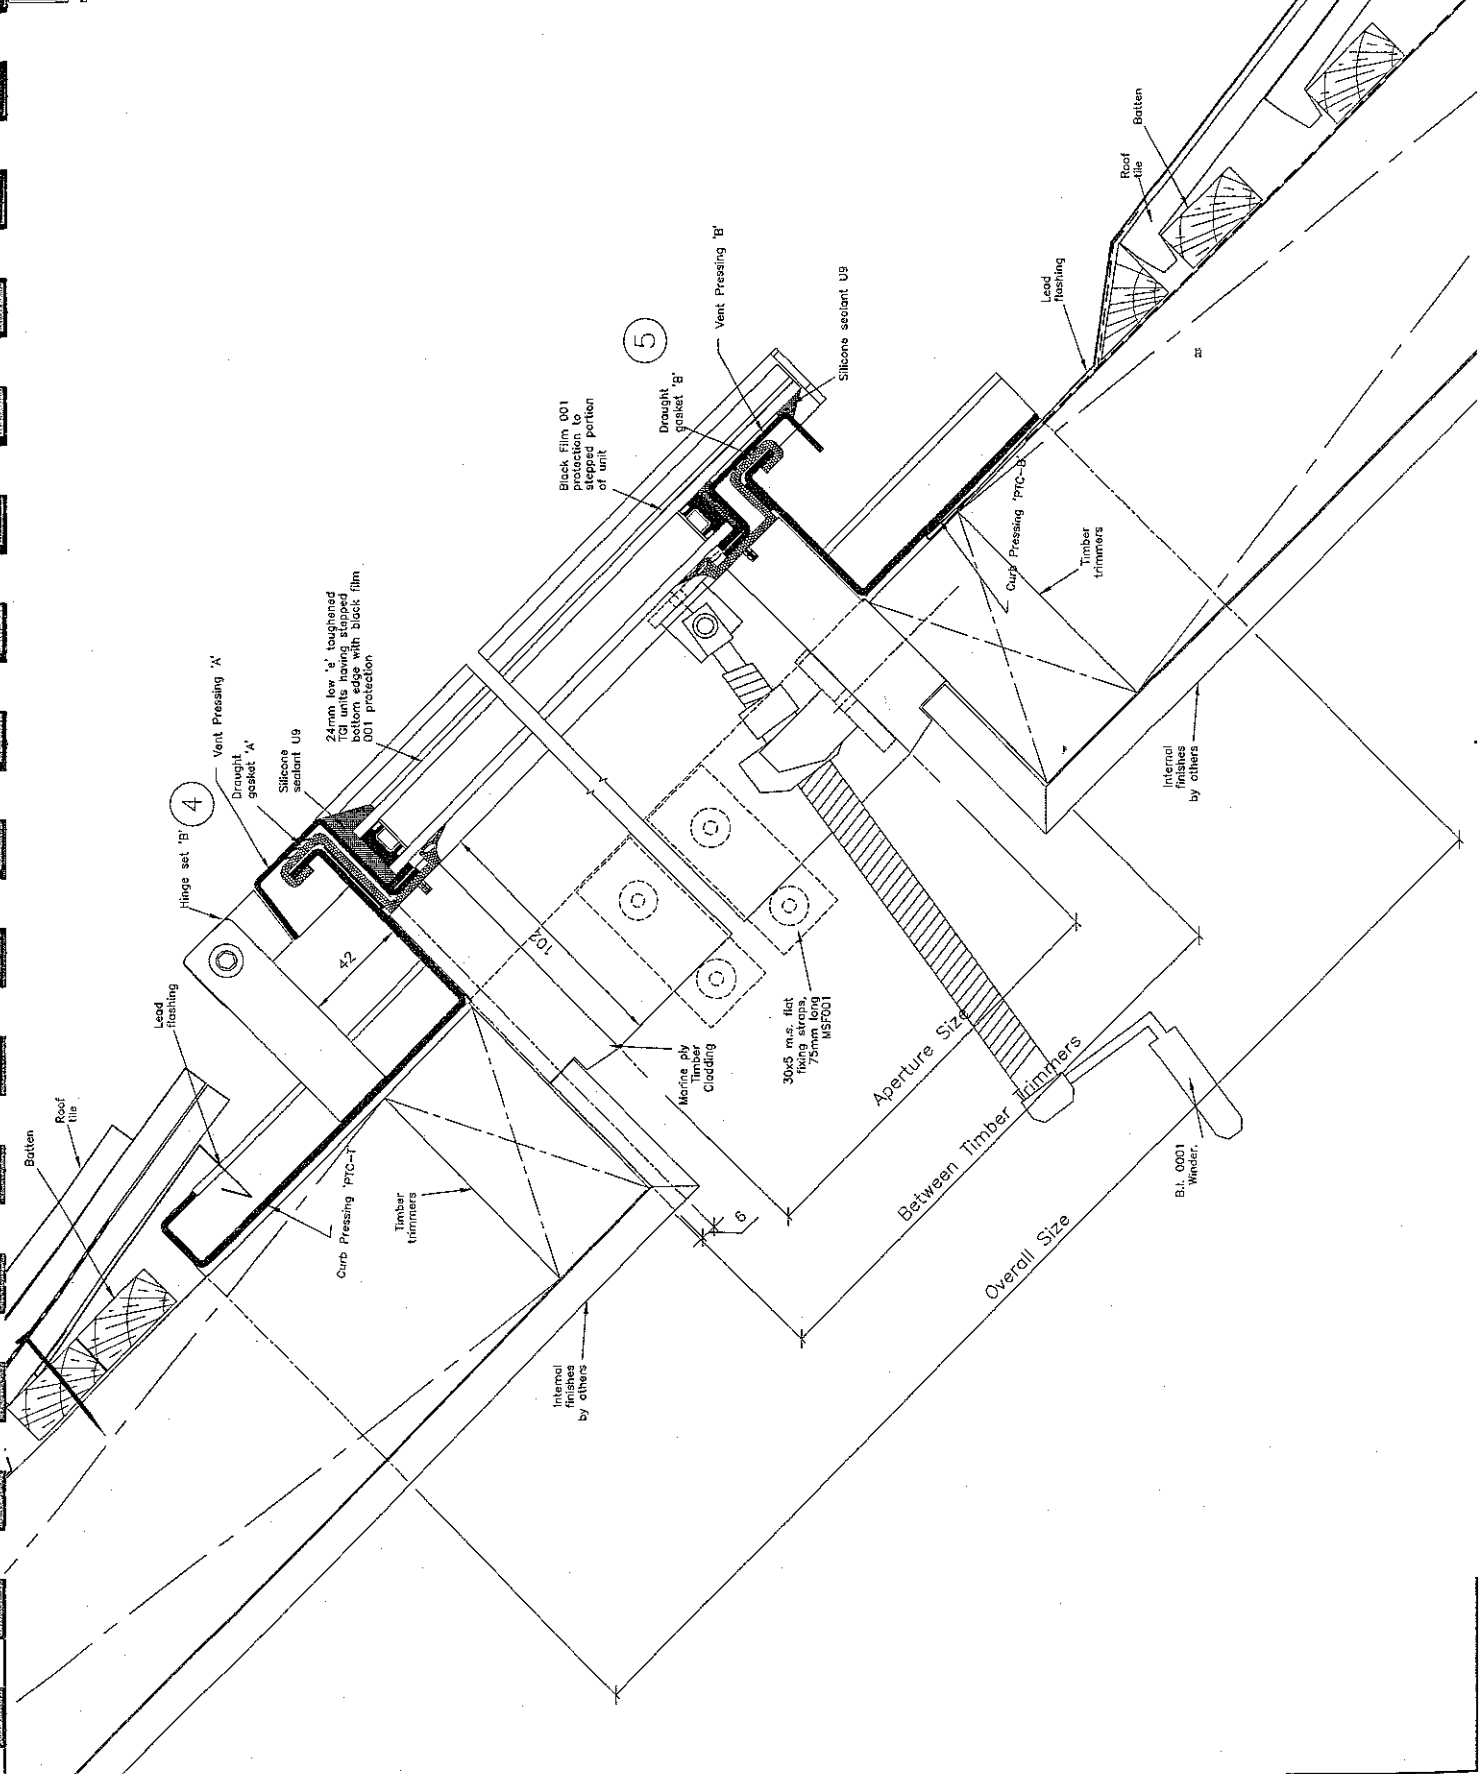 Hinge set 'B'
4
Vent Pressing 'A'
Draught
gasket 'A'
Silicone
sealant U9
24mm low 'e' toughened
TGI units having stepped
bottom edge with black film
001 protection
Black film 001
protection to
stepped portion
of unit
5
Draught
gasket 'B'
Vent Pressing 'B'
Silicone sealant U9
Lead
flashing
Roof
tile
Batten
Batten
Roof
tile
Lead
flashing
42
102
Curb Pressing 'PTC-T'
Timber
trimmers
Internal
finishes
by others
Marine ply
Timber
Cladding
30x5 m.s. flat
fixing straps,
75mm long
MSF001
6
Aperture Size
Between Timber Trimmers
Overall Size
B.I. 0001
Winder.
Curb Pressing 'PTC-B'
Timber
trimmers
Internal
finishes
by others